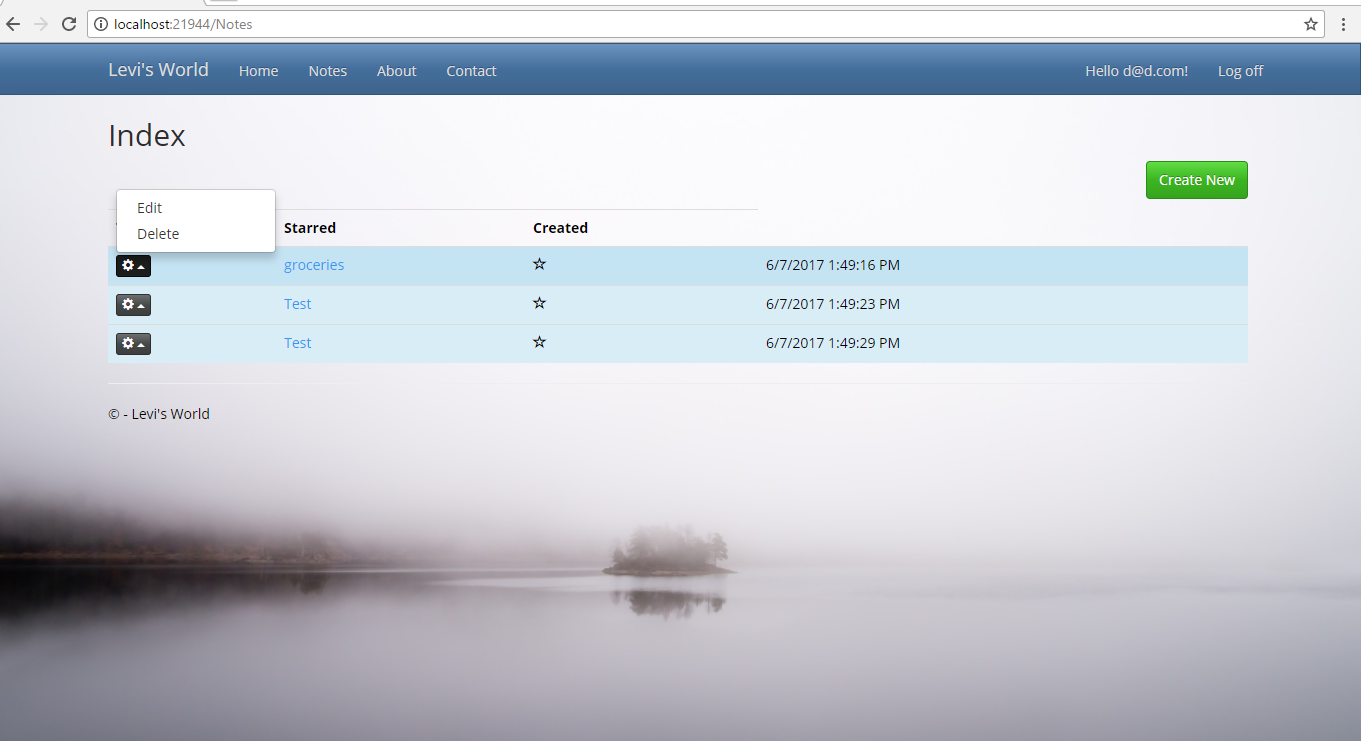 localhost:21944/Notes
Levi's World Home Notes About Contact Hello d@d.com! Log off
Index
Create New
Edit
Delete
Starred Created
groceries 6/7/2017 1:49:16 PM
Test 6/7/2017 1:49:23 PM
Test 6/7/2017 1:49:29 PM
© - Levi's World